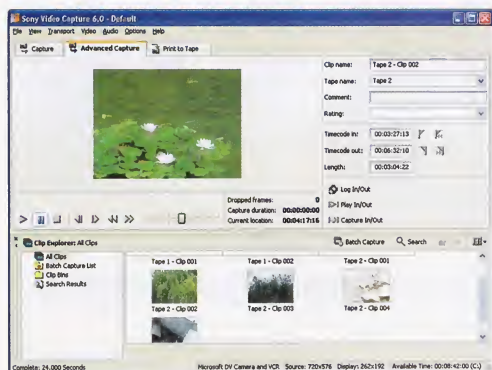 Sony Video Capture 6.0 - Default
File View Transport Video Audio Options Help
Capture Advanced Capture Print to Tape
Clip name: Tape 2 - Clip 002
Tape name: Tape 2
Comment:
Rating:
Timecode in: 00:03:27:13
Timecode out: 00:06:32:10
Length: 00:03:04:22
Log In/Out
Play In/Out
Capture In/Out
Dropped frames: 0
Capture duration: 00:00:00:00
Current location: 00:04:17:16
Clip Explorer: All Clips
Batch Capture Search
All Clips
Batch Capture List
Clip Bins
Search Results
Tape 1 - Clip 001 Tape 1 - Clip 002 Tape 2 - Clip 001
Tape 2 - Clip 002 Tape 2 - Clip 003 Tape 2 - Clip 004
Complete: 24.000 Seconds Microsoft DV Camera and VCR Source: 720x576 Display: 262x192 Available Time: 00:08:42:00 (C:)